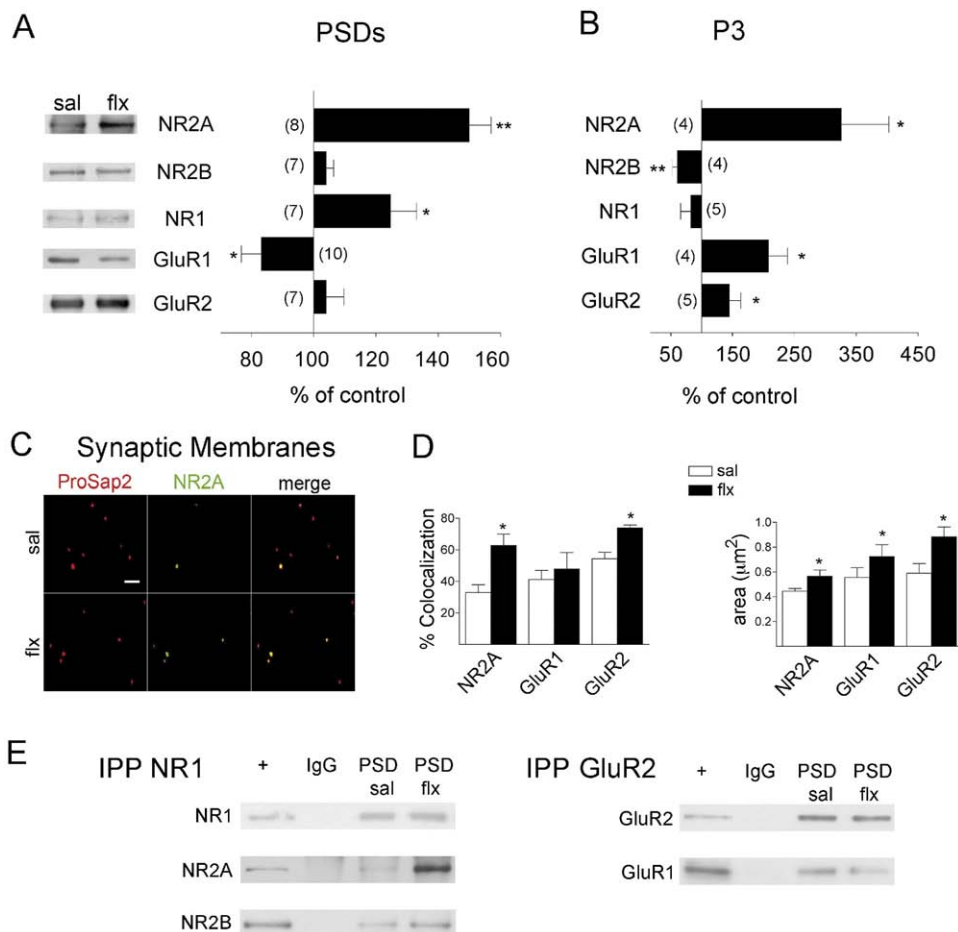 A
PSDs
sal flx
NR2A (8) **
NR2B (7)
NR1 (7) *
GluR1 * (10)
GluR2 (7)
80 100 120 140 160
% of control
B
P3
NR2A (4) *
NR2B ** (4)
NR1 (5)
GluR1 (4) *
GluR2 (5) *
50 150 250 350 450
% of control
C Synaptic Membranes
ProSap2 NR2A merge
sal
flx
D
sal
flx
% Colocalization
80
60
40
20
* *
NR2A GluR1 GluR2
area (μm²)
1.0
0.8
0.6
0.4
0.2
* * *
NR2A GluR1 GluR2
E
IPP NR1 + IgG PSD sal PSD flx
NR1
NR2A
NR2B
IPP GluR2 + IgG PSD sal PSD flx
GluR2
GluR1